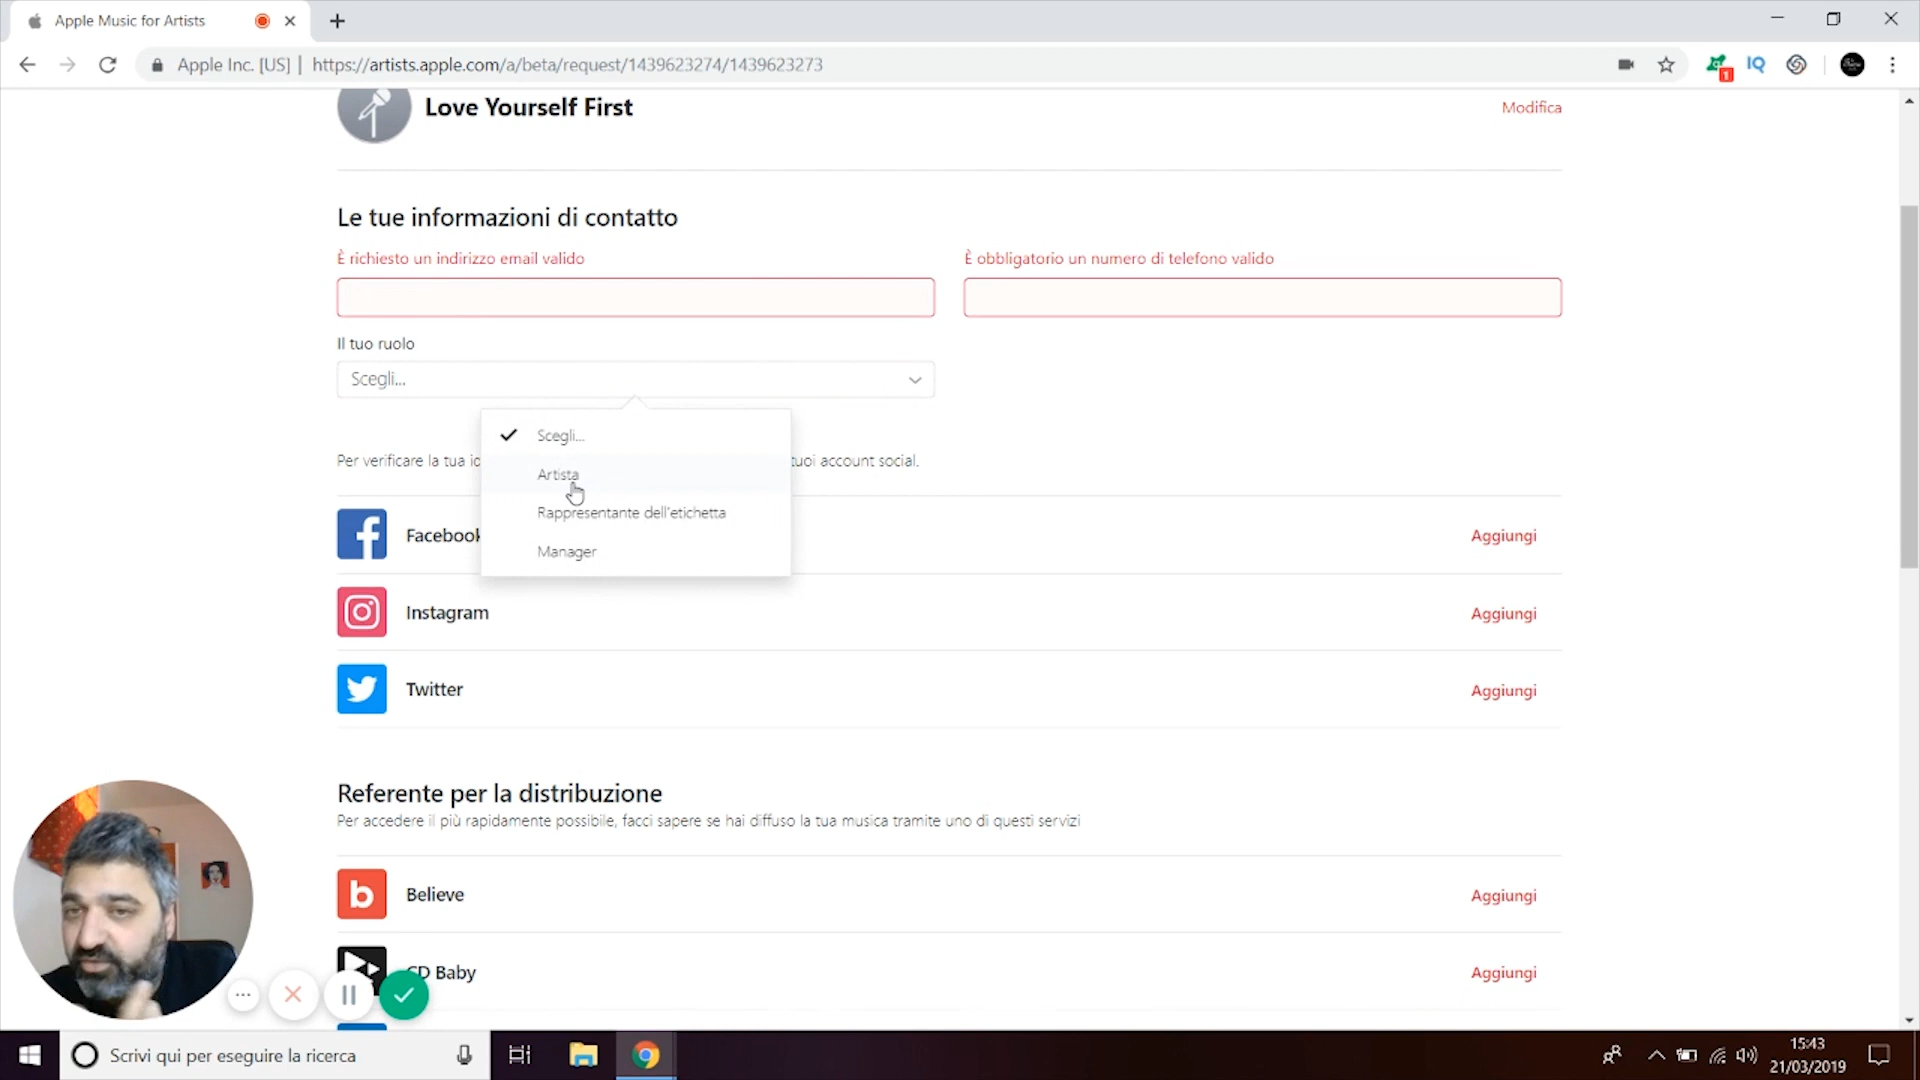 Apple Music for Artists
Apple Inc. [US] | https://artists.apple.com/a/beta/request/1439623274/1439623273
1
IQ
Love Yourself First
Modifica
Le tue informazioni di contatto
È richiesto un indirizzo email valido
È obbligatorio un numero di telefono valido
Il tuo ruolo
Scegli...
Scegli...
Artista
Rappresentante dell'etichetta
Manager
Per verificare la tua
tuoi account social.
Facebook
Aggiungi
Instagram
Aggiungi
Twitter
Aggiungi
Referente per la distribuzione
Per accedere il più rapidamente possibile, facci sapere se hai diffuso la tua musica tramite uno di questi servizi
b
Believe
Aggiungi
CD Baby
Aggiungi
Scrivi qui per eseguire la ricerca
15:43
21/03/2019